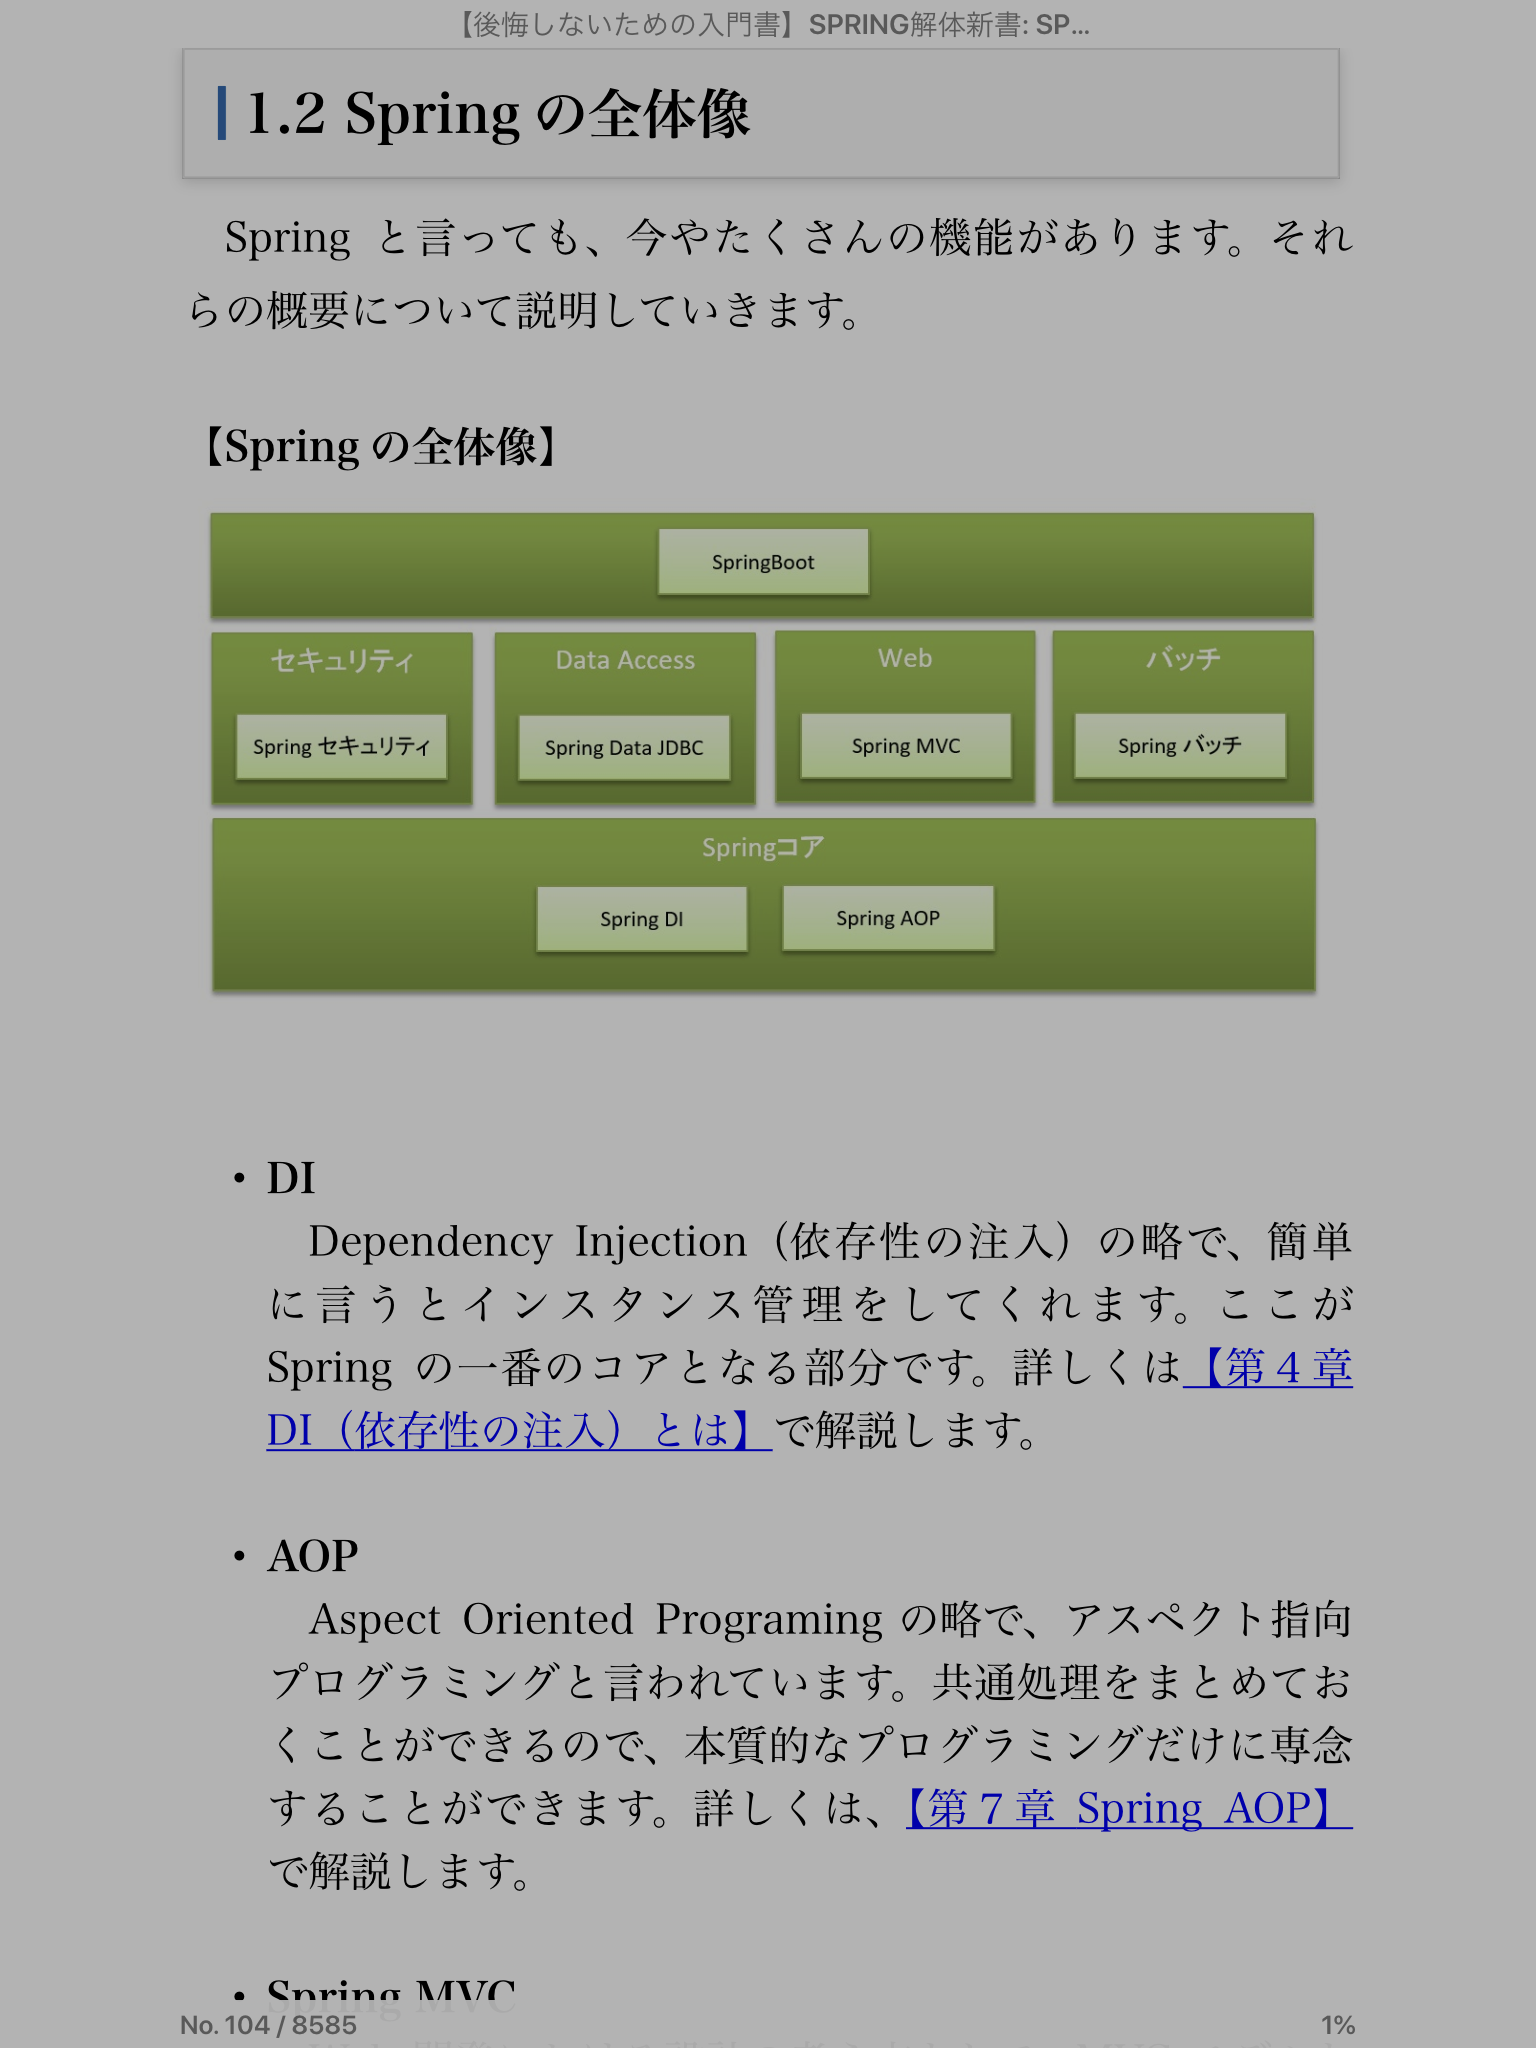 【後悔しないための入門書】SPRING解体新書: SP...
1.2 Spring の全体像
Spring と言っても、今やたくさんの機能があります。それ
らの概要について説明していきます。
【Spring の全体像】
SpringBoot
セキュリティ
Data Access
Web
バッチ
Spring セキュリティ
Spring Data JDBC
Spring MVC
Spring バッチ
Springコア
Spring DI
Spring AOP
・DI
Dependency Injection（依存性の注入）の略で、簡単
に言うとインスタンス管理をしてくれます。ここが
Spring の一番のコアとなる部分です。詳しくは【第４章
DI（依存性の注入）とは】で解説します。
・AOP
Aspect Oriented Programing の略で、アスペクト指向
プログラミングと言われています。共通処理をまとめてお
くことができるので、本質的なプログラミングだけに専念
することができます。詳しくは、【第７章 Spring AOP】
で解説します。
・Spring MVC
No. 104 / 8585
1%